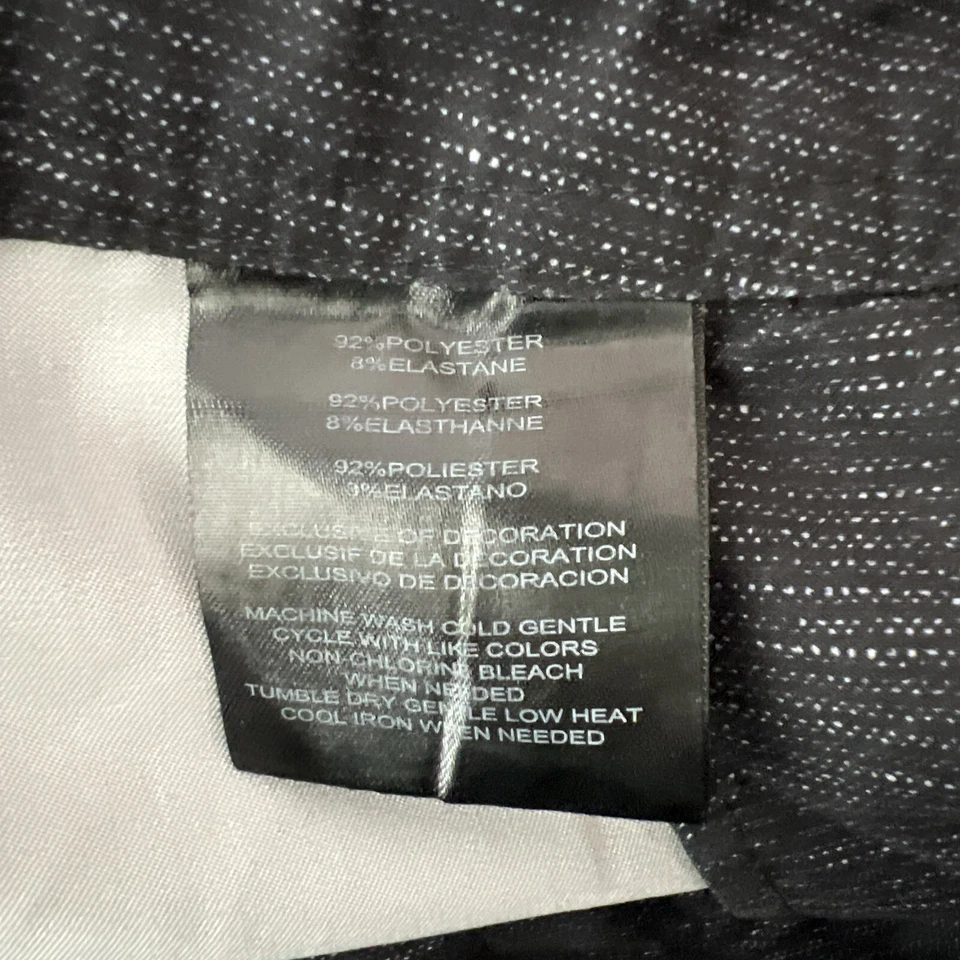 92%POLYESTER
8%ELASTANE
92%POLYESTER
8%ELASTHANNE
92%POLIESTER
8%ELASTANO
EXCLUSIVE OF DECORATION
EXCLUSIF DE LA DECORATION
EXCLUSIVO DE DECORACION
MACHINE WASH COLD GENTLE
CYCLE WITH LIKE COLORS
NON-CHLORINE BLEACH
WHEN NEEDED
TUMBLE DRY GENTLE LOW HEAT
COOL IRON WHEN NEEDED